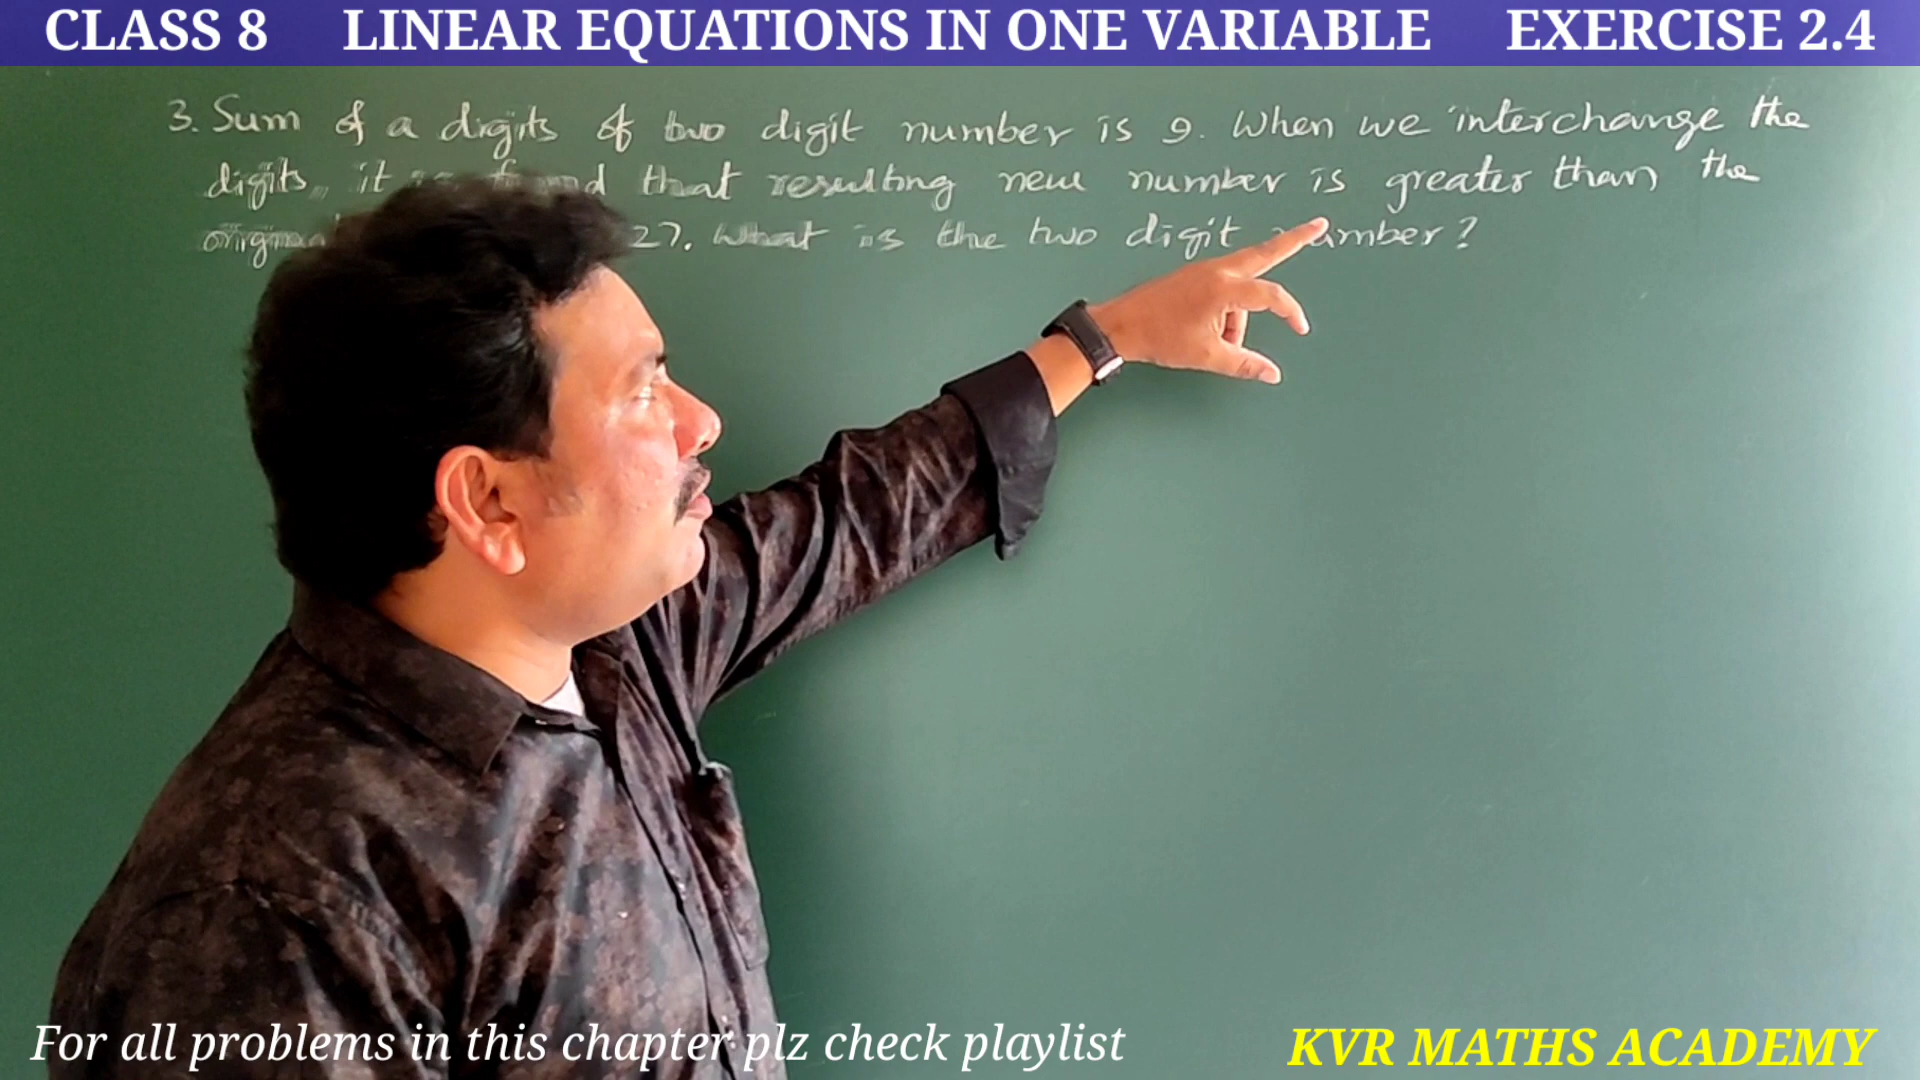 CLASS 8 LINEAR EQUATIONS IN ONE VARIABLE EXERCISE 2.4
3. Sum of a digits of two digit number is 9. When we interchange the
digits, it that resulting new number is greater than the
27. What is the two digit number?
For all problems in this chapter plz check playlist
KVR MATHS ACADEMY